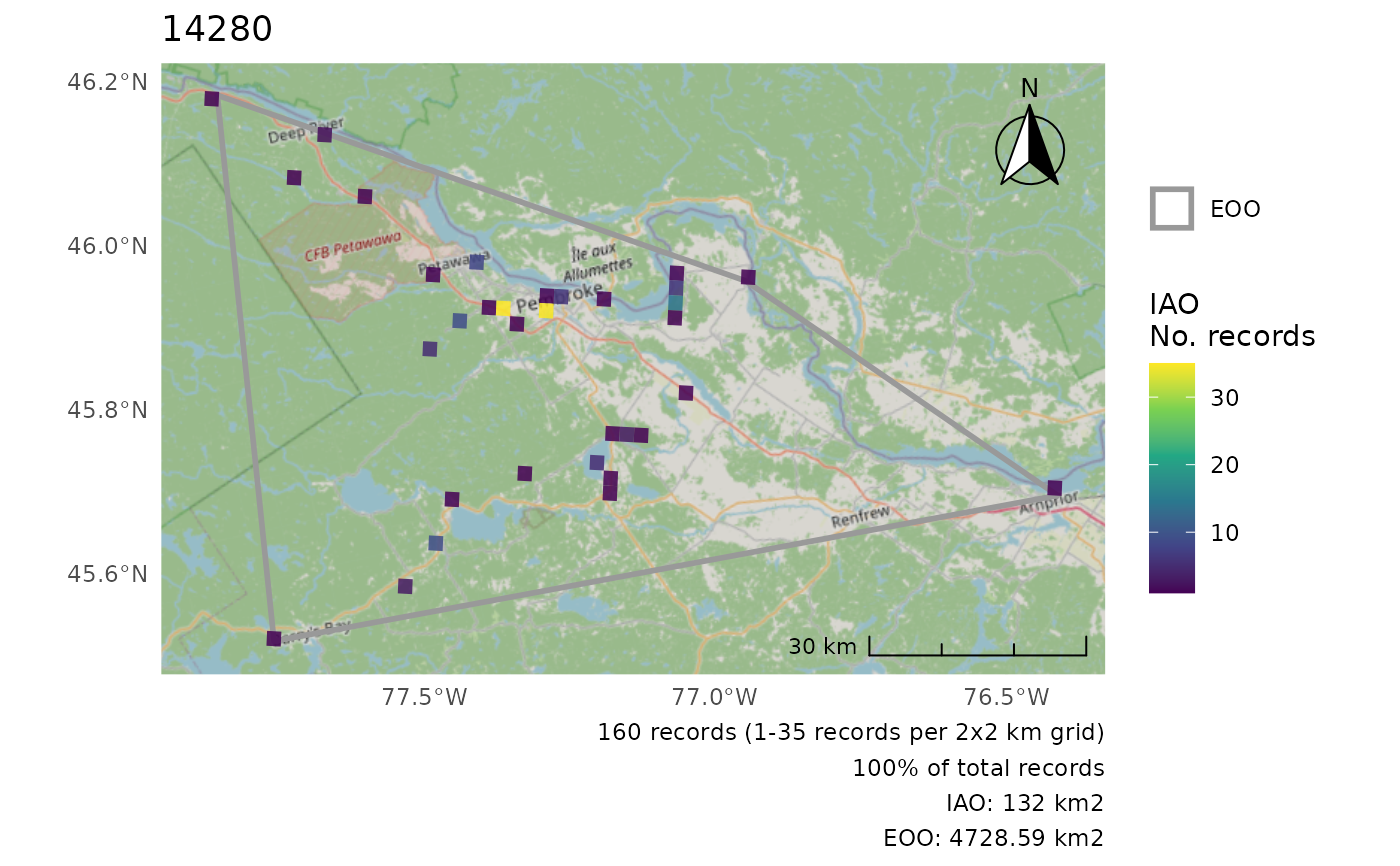 14280
46.2°N
46.0°N
45.8°N
45.6°N
77.5°W
77.0°W
76.5°W
N
Deep River
CFB Petawawa
Petawawa
Île aux
Allumettes
Pembroke
Renfrew
Arnprior
30 km
EOO
IAO
No. records
30
20
10
160 records (1-35 records per 2x2 km grid)
100% of total records
IAO: 132 km2
EOO: 4728.59 km2